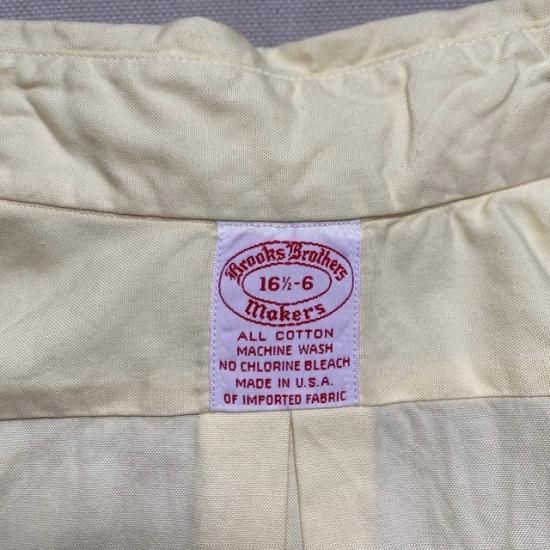 Brooks Brothers
16½-6
Makers
ALL COTTON
MACHINE WASH
NO CHLORINE BLEACH
MADE IN U.S.A.
OF IMPORTED FABRIC